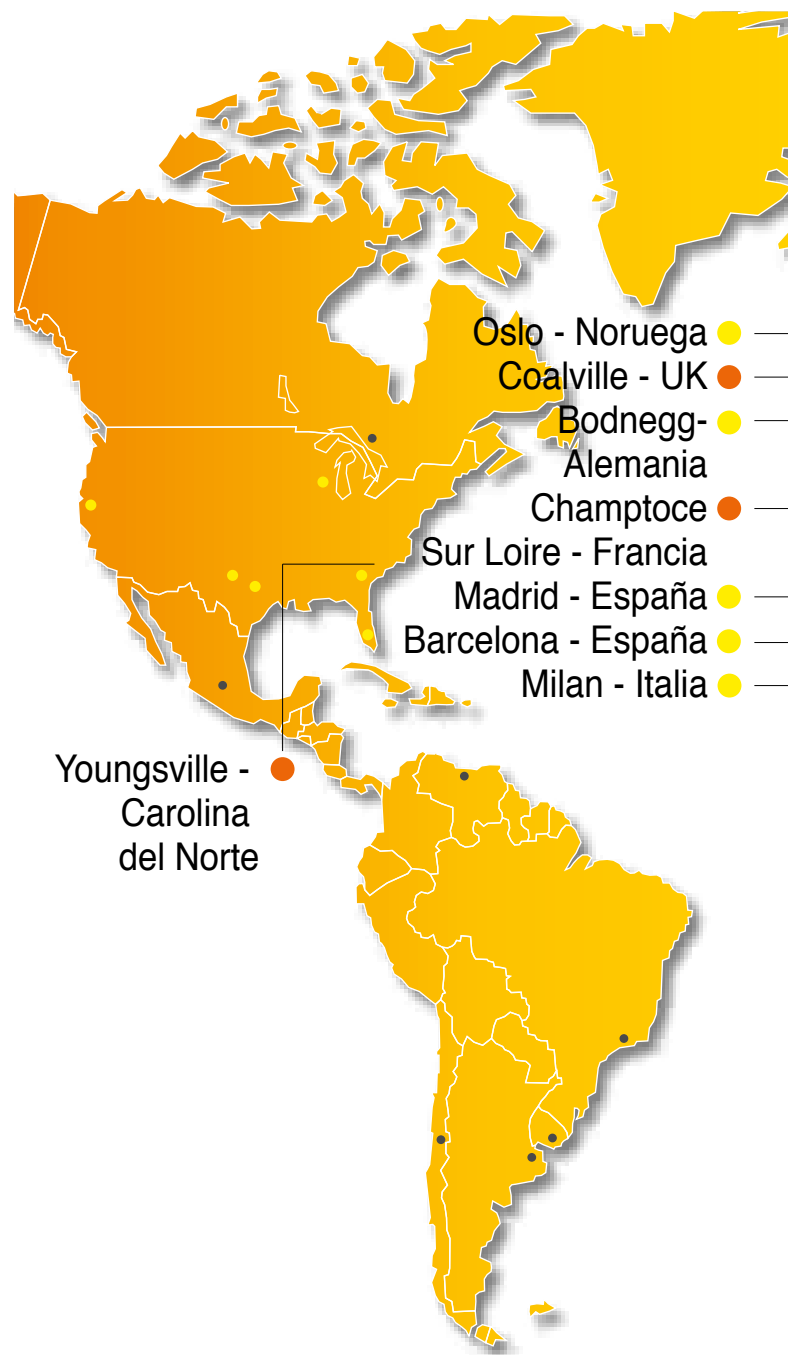 Oslo - Noruega
Coalville - UK
Bodnegg-
Alemania
Champtoce
Sur Loire - Francia
Madrid - España
Barcelona - España
Milan - Italia
Youngsville -
Carolina
del Norte